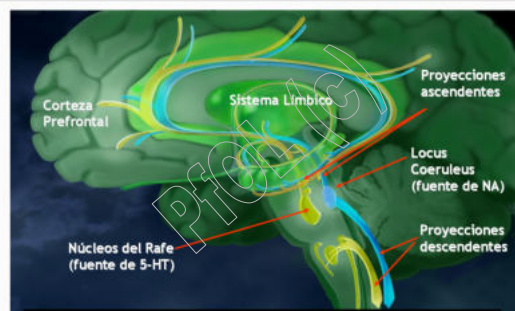 Corteza
Prefrontal
Sistema Límbico
Proyecciones
ascendentes
Locus
Coeruleus
(fuente de NA)
Núcleos del Rafe
(fuente de 5-HT)
Proyecciones
descendentes